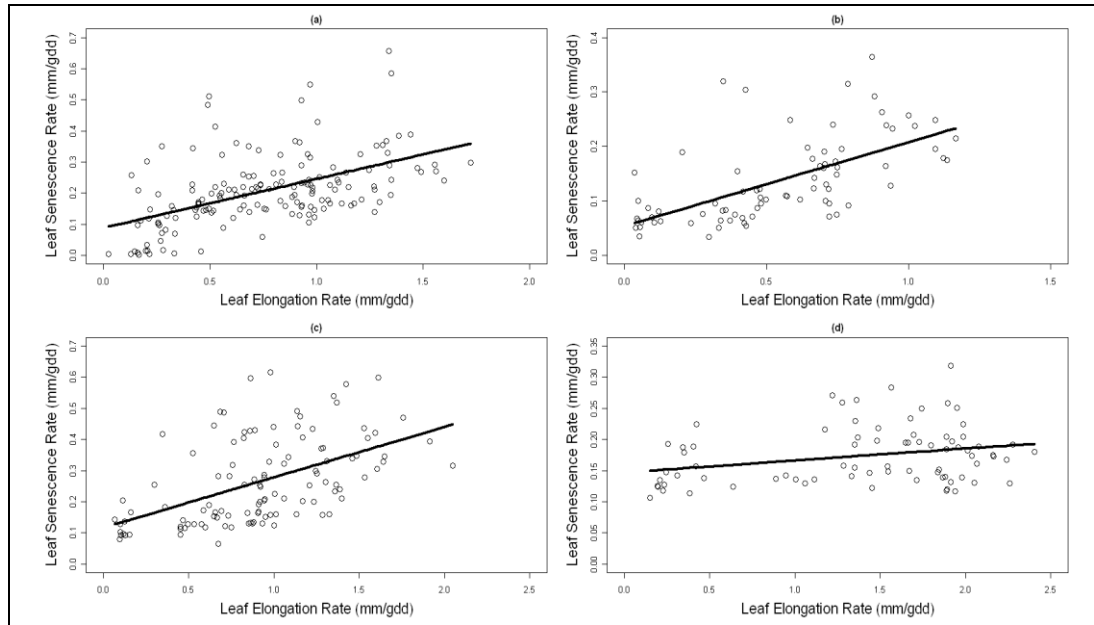 (a)
Leaf Senescence Rate (mm/gdd)
0.7
0.6
0.5
0.4
0.3
0.2
0.1
0.0
0.0 0.5 1.0 1.5 2.0
Leaf Elongation Rate (mm/gdd)
(b)
Leaf Senescence Rate (mm/gdd)
0.4
0.3
0.2
0.1
0.0
0.0 0.5 1.0 1.5
Leaf Elongation Rate (mm/gdd)
(c)
Leaf Senescence Rate (mm/gdd)
0.7
0.6
0.5
0.4
0.3
0.2
0.1
0.0
0.0 0.5 1.0 1.5 2.0
Leaf Elongation Rate (mm/gdd)
(d)
Leaf Senescence Rate (mm/gdd)
0.35
0.30
0.25
0.20
0.15
0.10
0.05
0.00
0.0 0.5 1.0 1.5 2.0 2.5
Leaf Elongation Rate (mm/gdd)